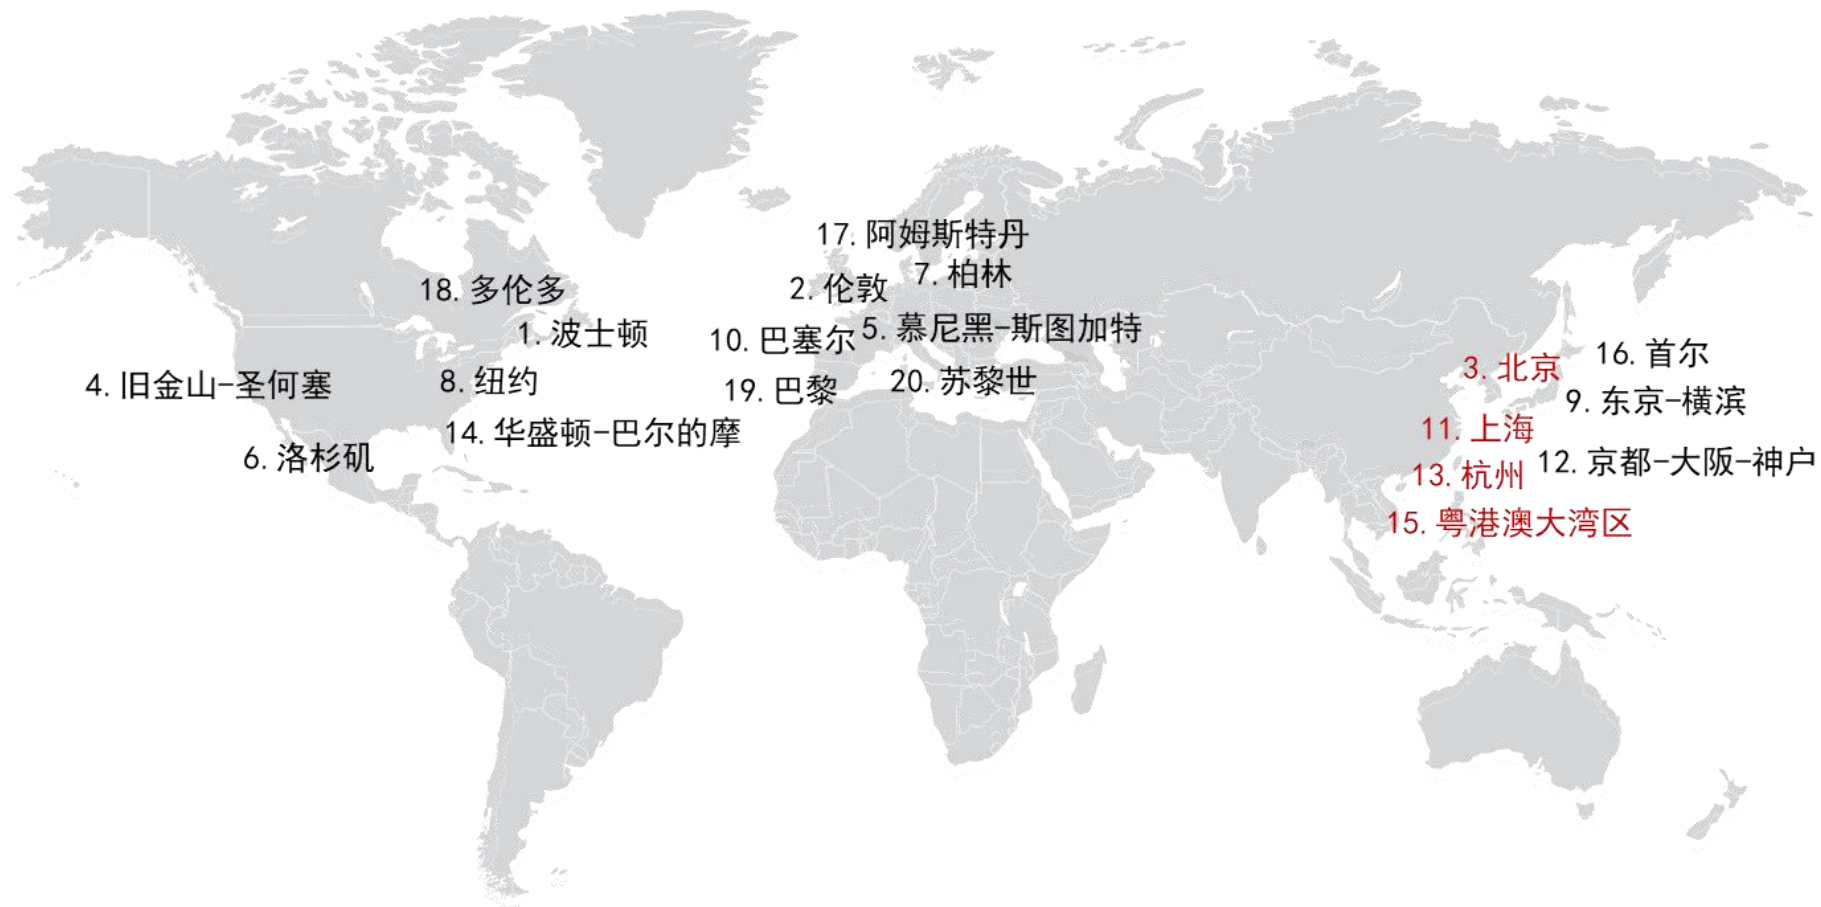 17. 阿姆斯特丹
7. 柏林
2. 伦敦
18. 多伦多
1. 波士顿
10. 巴塞尔
5. 慕尼黑-斯图加特
16. 首尔
3. 北京
4. 旧金山-圣何塞
8. 纽约
19. 巴黎
20. 苏黎世
9. 东京-横滨
14. 华盛顿-巴尔的摩
11. 上海
6. 洛杉矶
12. 京都-大阪-神户
13. 杭州
15. 粤港澳大湾区